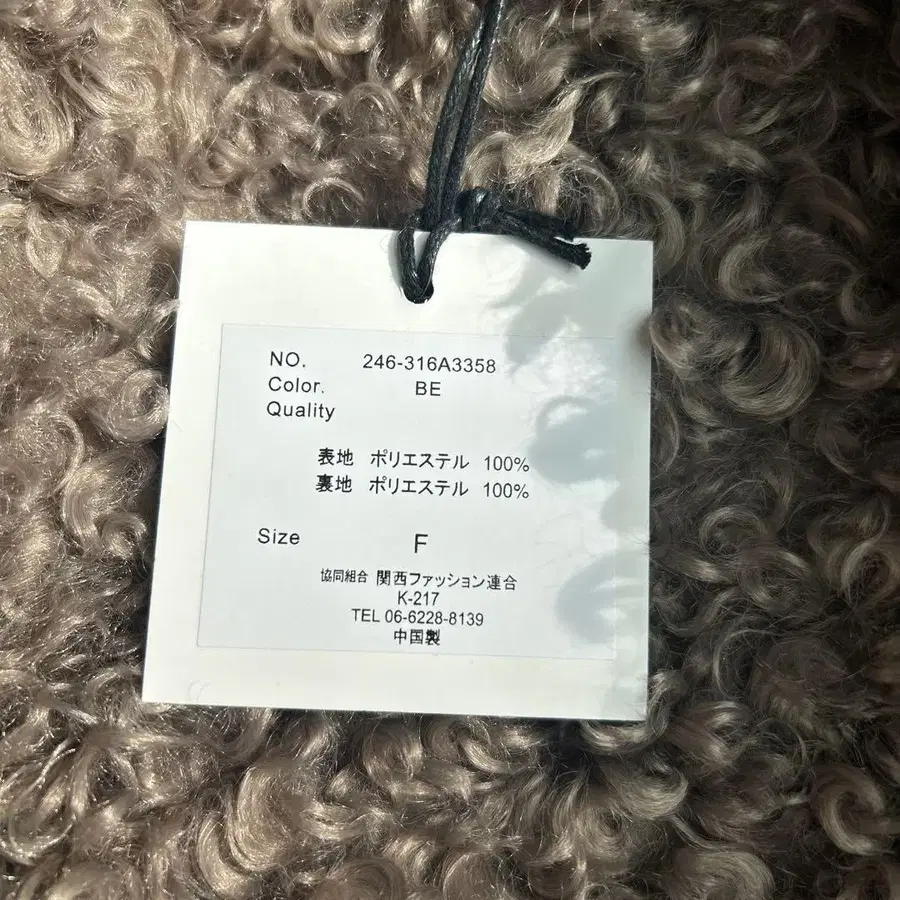 NO. 246-316A3358
Color. BE
Quality
表地 ポリエステル 100%
裏地 ポリエステル 100%
Size F
協同組合 関西ファッション連合
K-217
TEL 06-6228-8139
中国製